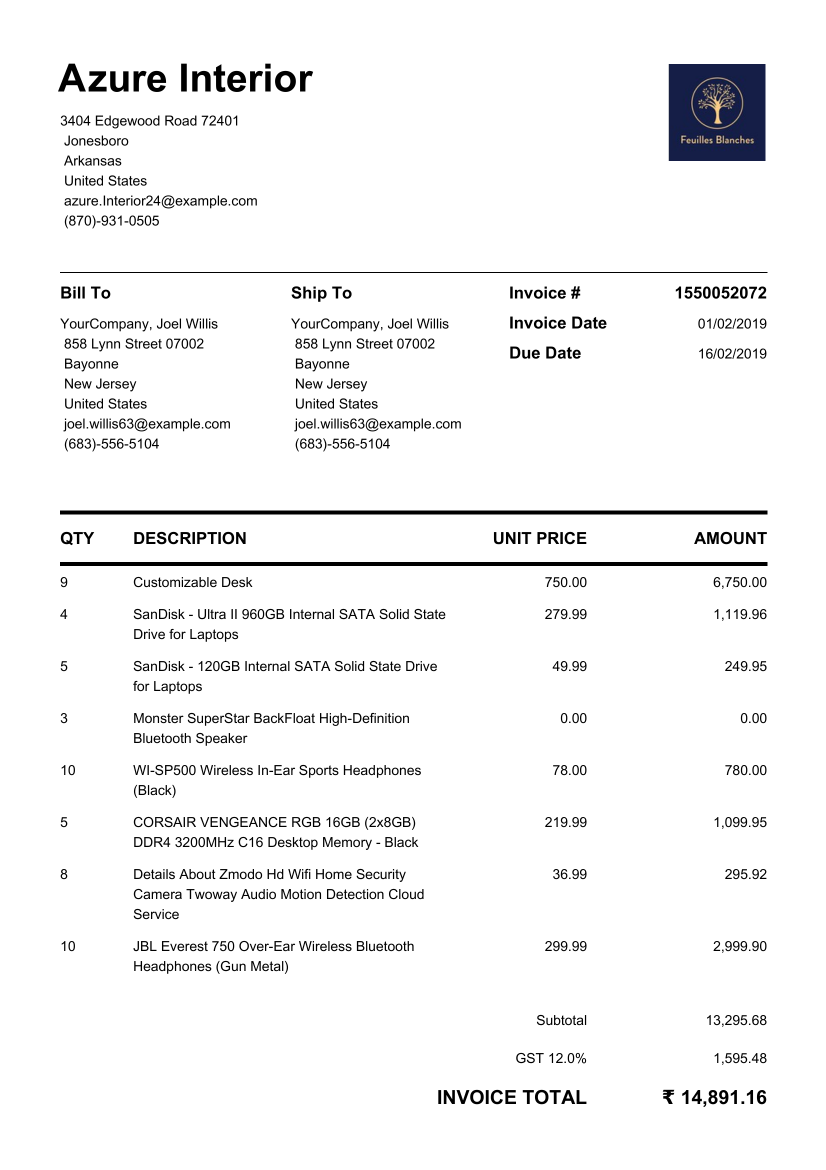 Azure Interior
3404 Edgewood Road 72401
Jonesboro
Arkansas
United States
azure.Interior24@example.com
(870)-931-0505
Feuilles Blanches
Bill To
YourCompany, Joel Willis
858 Lynn Street 07002
Bayonne
New Jersey
United States
joel.willis63@example.com
(683)-556-5104
Ship To
YourCompany, Joel Willis
858 Lynn Street 07002
Bayonne
New Jersey
United States
joel.willis63@example.com
(683)-556-5104
Invoice # 1550052072
Invoice Date 01/02/2019
Due Date 16/02/2019
QTY DESCRIPTION UNIT PRICE AMOUNT
9 Customizable Desk 750.00 6,750.00
4 SanDisk - Ultra II 960GB Internal SATA Solid State 279.99 1,119.96
Drive for Laptops
5 SanDisk - 120GB Internal SATA Solid State Drive 49.99 249.95
for Laptops
3 Monster SuperStar BackFloat High-Definition 0.00 0.00
Bluetooth Speaker
10 WI-SP500 Wireless In-Ear Sports Headphones 78.00 780.00
(Black)
5 CORSAIR VENGEANCE RGB 16GB (2x8GB) 219.99 1,099.95
DDR4 3200MHz C16 Desktop Memory - Black
8 Details About Zmodo Hd Wifi Home Security 36.99 295.92
Camera Twoway Audio Motion Detection Cloud
Service
10 JBL Everest 750 Over-Ear Wireless Bluetooth 299.99 2,999.90
Headphones (Gun Metal)
Subtotal 13,295.68
GST 12.0% 1,595.48
INVOICE TOTAL ₹ 14,891.16